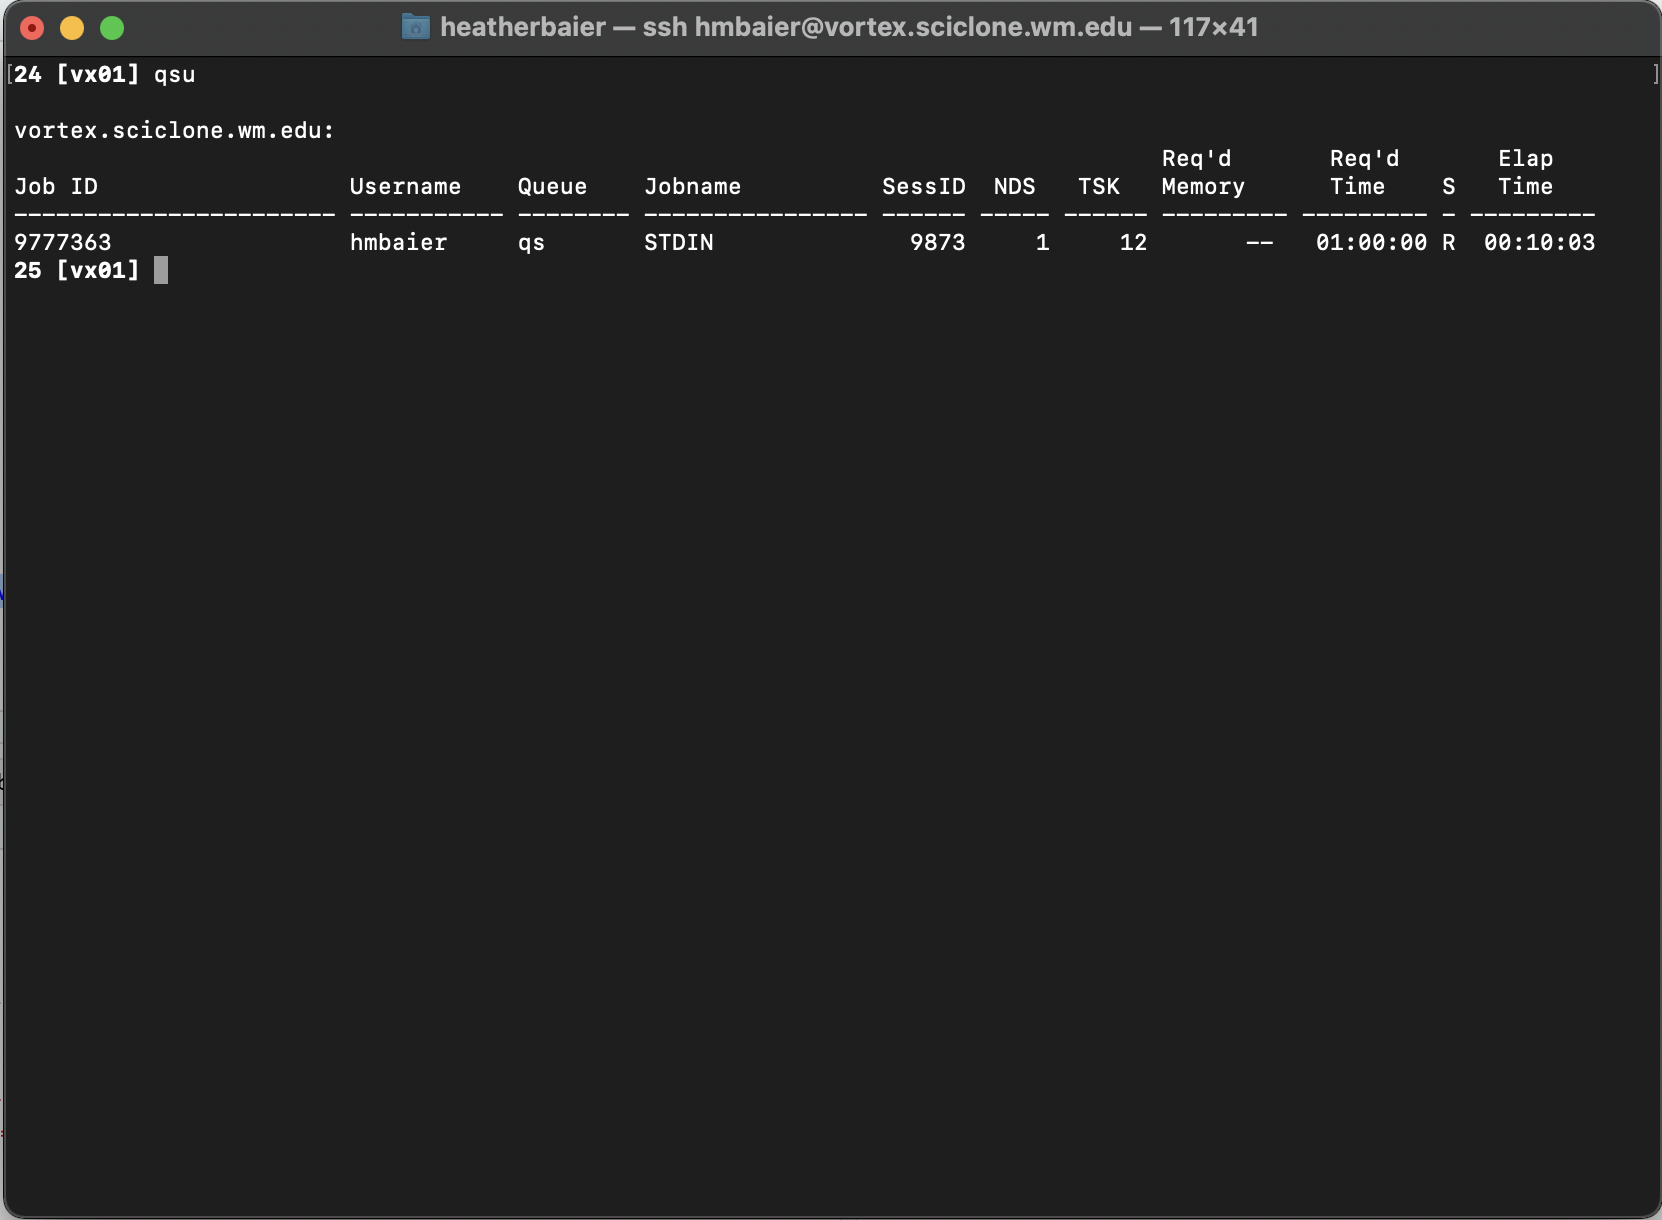 heatherbaier — ssh hmbaier@vortex.sciclone.wm.edu — 117×41
[24 [vx01] qsu ]
vortex.sciclone.wm.edu:
Req'd Req'd Elap
Job ID Username Queue Jobname SessID NDS TSK Memory Time S Time
----------------------- ----------- -------- ---------------- ------ ----- ------ --------- --------- - ---------
9777363 hmbaier qs STDIN 9873 1 12 -- 01:00:00 R 00:10:03
25 [vx01]